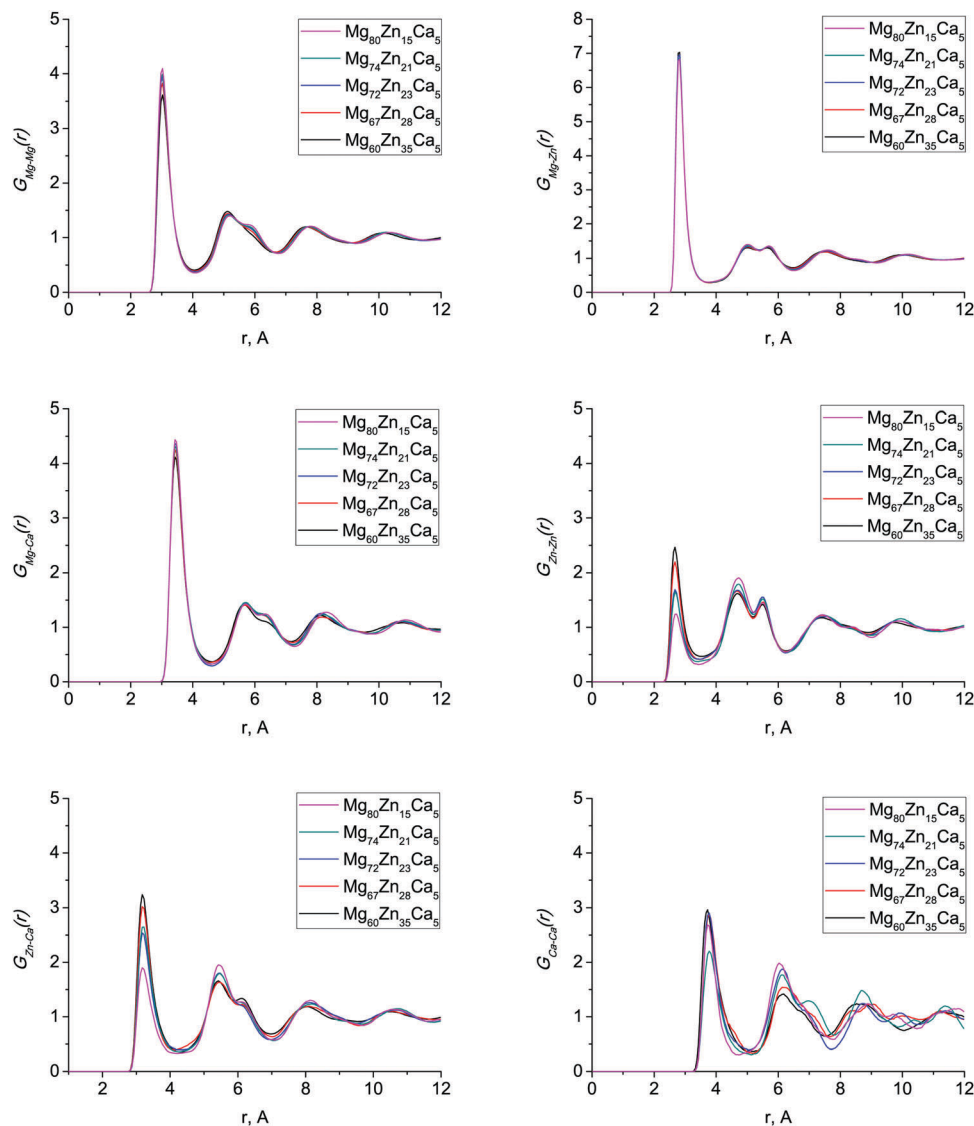 G_Mg-Mg(r)
5
4
3
2
1
0
0 2 4 6 8 10 12
r, A
Mg80Zn15Ca5
Mg74Zn21Ca5
Mg72Zn23Ca5
Mg67Zn28Ca5
Mg60Zn35Ca5
G_Mg-Zn(r)
8
7
6
5
4
3
2
1
0
0 2 4 6 8 10 12
r, A
Mg80Zn15Ca5
Mg74Zn21Ca5
Mg72Zn23Ca5
Mg67Zn28Ca5
Mg60Zn35Ca5
G_Mg-Ca(r)
5
4
3
2
1
0
0 2 4 6 8 10 12
r, A
Mg80Zn15Ca5
Mg74Zn21Ca5
Mg72Zn23Ca5
Mg67Zn28Ca5
Mg60Zn35Ca5
G_Zn-Zn(r)
5
4
3
2
1
0
0 2 4 6 8 10 12
r, A
Mg80Zn15Ca5
Mg74Zn21Ca5
Mg72Zn23Ca5
Mg67Zn28Ca5
Mg60Zn35Ca5
G_Zn-Ca(r)
5
4
3
2
1
0
2 4 6 8 10 12
r, A
Mg80Zn15Ca5
Mg74Zn21Ca5
Mg72Zn23Ca5
Mg67Zn28Ca5
Mg60Zn35Ca5
G_Ca-Ca(r)
5
4
3
2
1
0
0 2 4 6 8 10 12
r, A
Mg80Zn15Ca5
Mg74Zn21Ca5
Mg72Zn23Ca5
Mg67Zn28Ca5
Mg60Zn35Ca5